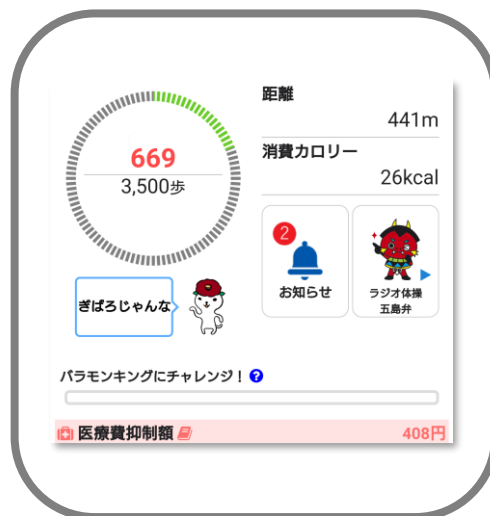 669
3,500歩
距離
441m
消費カロリー
26kcal
2
お知らせ
ラジオ体操
五島弁
ぎばろじゃんな
バラモンキングにチャレンジ！?
医療費抑制額
408円